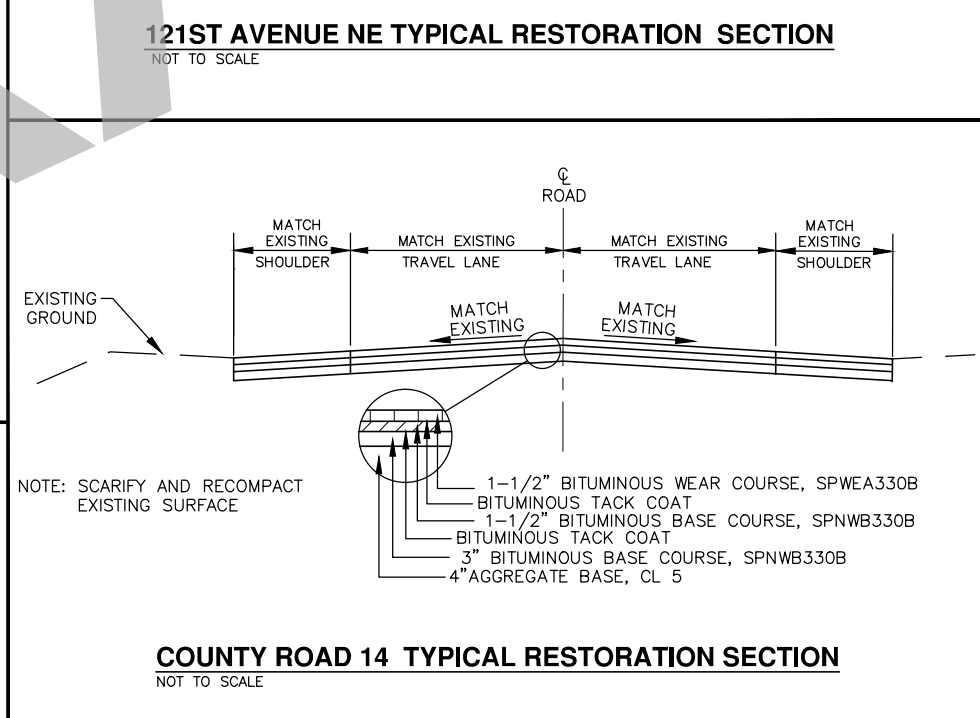 121ST AVENUE NE TYPICAL RESTORATION SECTION
NOT TO SCALE
℄
ROAD
MATCH
EXISTING
SHOULDER
MATCH EXISTING
TRAVEL LANE
MATCH EXISTING
TRAVEL LANE
MATCH
EXISTING
SHOULDER
EXISTING
GROUND
MATCH
EXISTING
MATCH
EXISTING
NOTE: SCARIFY AND RECOMPACT
EXISTING SURFACE
1-1/2" BITUMINOUS WEAR COURSE, SPWEA330B
BITUMINOUS TACK COAT
1-1/2" BITUMINOUS BASE COURSE, SPNWB330B
BITUMINOUS TACK COAT
3" BITUMINOUS BASE COURSE, SPNWB330B
4"AGGREGATE BASE, CL 5
COUNTY ROAD 14 TYPICAL RESTORATION SECTION
NOT TO SCALE